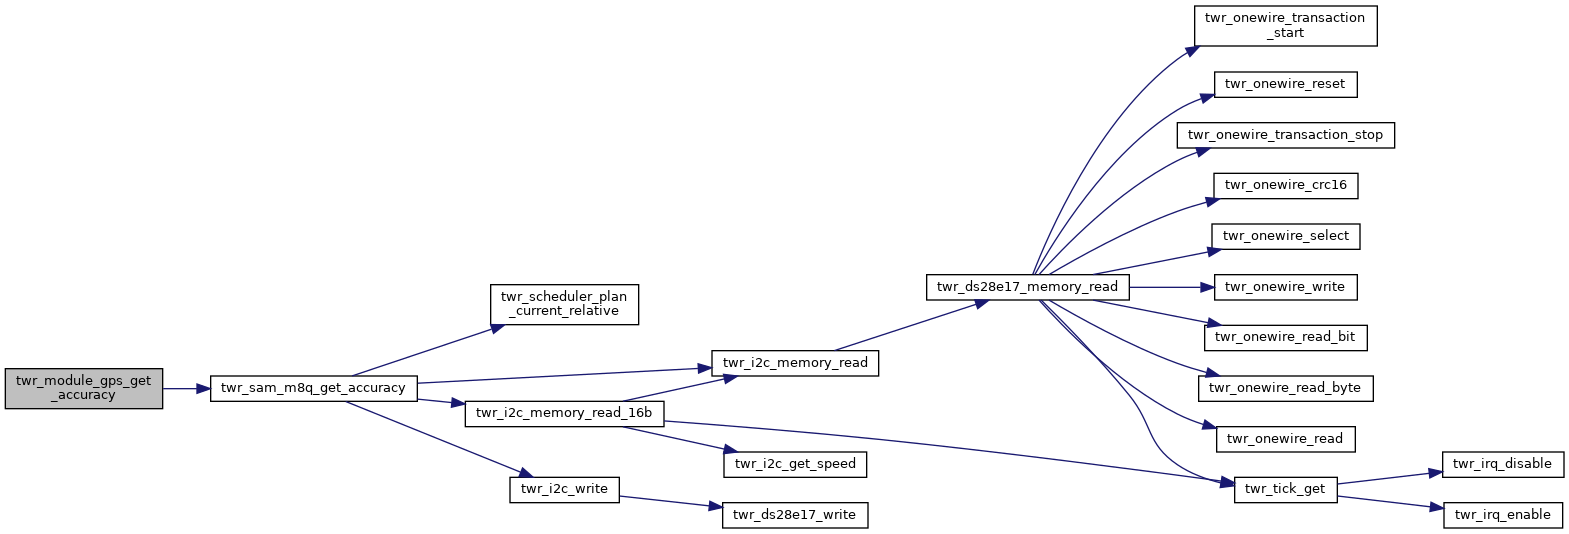 twr_module_gps_get
_accuracy
twr_sam_m8q_get_accuracy
twr_scheduler_plan
_current_relative
twr_i2c_memory_read
twr_i2c_memory_read_16b
twr_i2c_get_speed
twr_i2c_write
twr_ds28e17_write
twr_ds28e17_memory_read
twr_onewire_transaction
_start
twr_onewire_reset
twr_onewire_transaction_stop
twr_onewire_crc16
twr_onewire_select
twr_onewire_write
twr_onewire_read_bit
twr_onewire_read_byte
twr_onewire_read
twr_tick_get
twr_irq_disable
twr_irq_enable